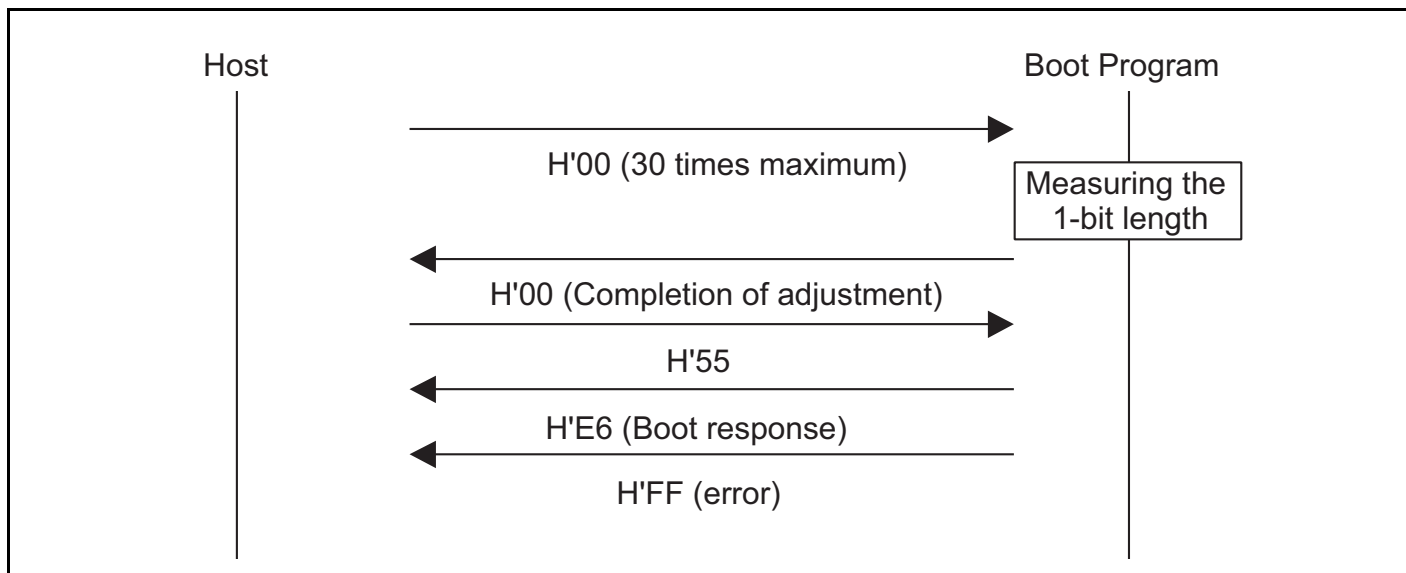 Host
Boot Program
H'00 (30 times maximum)
Measuring the
1-bit length
H'00 (Completion of adjustment)
H'55
H'E6 (Boot response)
H'FF (error)